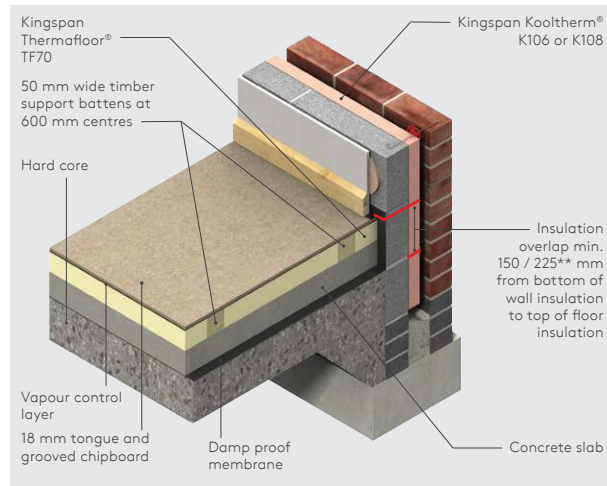 Kingspan
Thermafloor®
TF70
50 mm wide timber
support battens at
600 mm centres
Hard core
Vapour control
layer
18 mm tongue and
grooved chipboard
Damp proof
membrane
Kingspan Kooltherm®
K106 or K108
Insulation
overlap min.
150 / 225** mm
from bottom of
wall insulation
to top of floor
insulation
Concrete slab